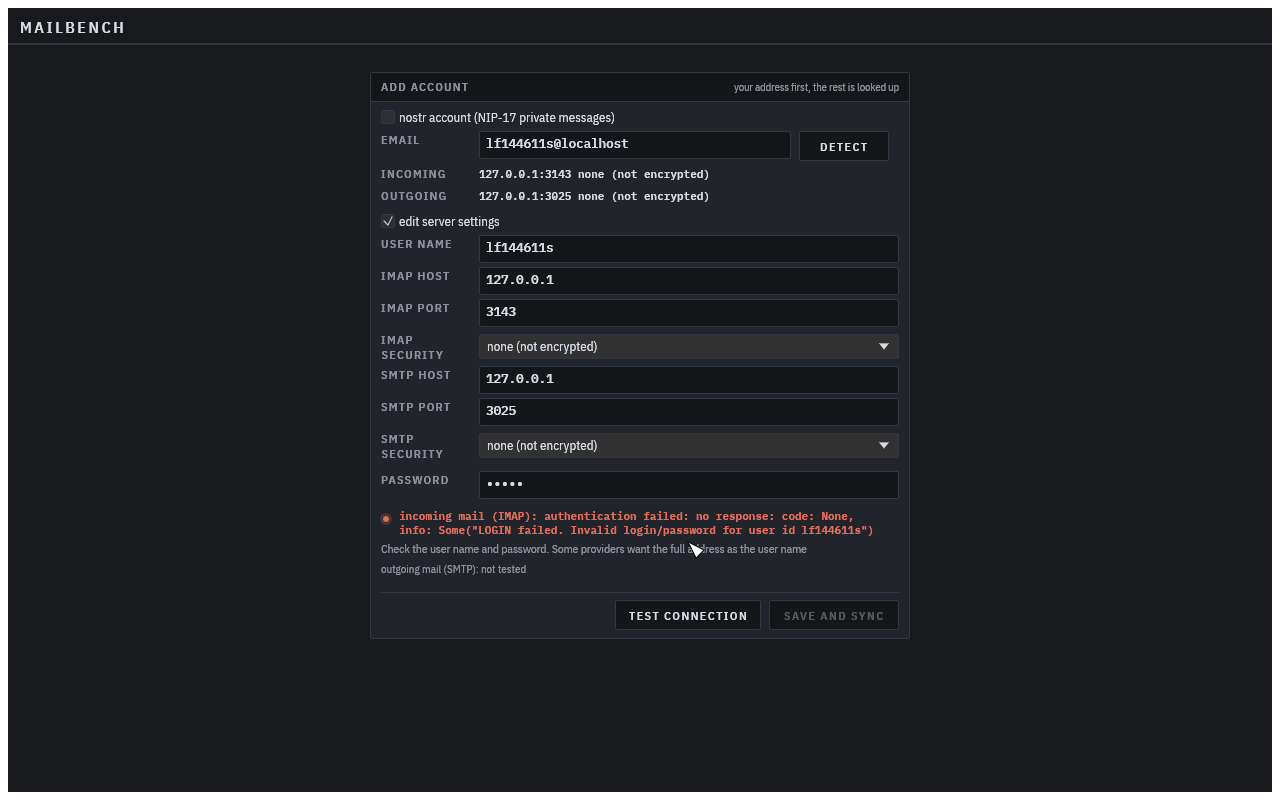 MAILBENCH
ADD ACCOUNT your address first, the rest is looked up
nostr account (NIP-17 private messages)
EMAIL lf144611s@localhost DETECT
INCOMING 127.0.0.1:3143 none (not encrypted)
OUTGOING 127.0.0.1:3025 none (not encrypted)
edit server settings
USER NAME lf144611s
IMAP HOST 127.0.0.1
IMAP PORT 3143
IMAP SECURITY none (not encrypted)
SMTP HOST 127.0.0.1
SMTP PORT 3025
SMTP SECURITY none (not encrypted)
PASSWORD •••••
incoming mail (IMAP): authentication failed: no response: code: None,
info: Some("LOGIN failed. Invalid login/password for user id lf144611s")
Check the user name and password. Some providers want the full address as the user name
outgoing mail (SMTP): not tested
TEST CONNECTION SAVE AND SYNC